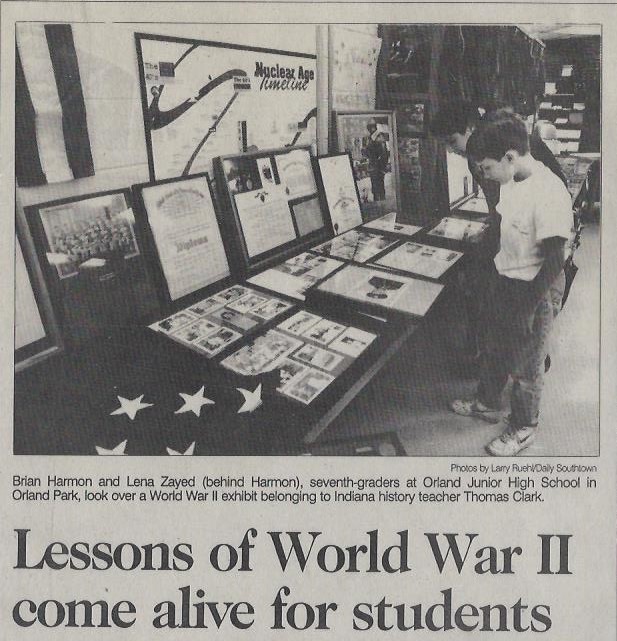 Nuclear Age
Timeline
Diploma
Photos by Larry Ruehl/Daily Southtown
Brian Harmon and Lena Zayed (behind Harmon), seventh-graders at Orland Junior High School in
Orland Park, look over a World War II exhibit belonging to Indiana history teacher Thomas Clark.
Lessons of World War II
come alive for students